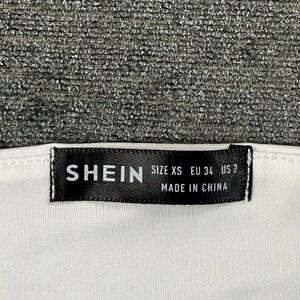 SHEIN SIZE XS EU 34 US 2
MADE IN CHINA